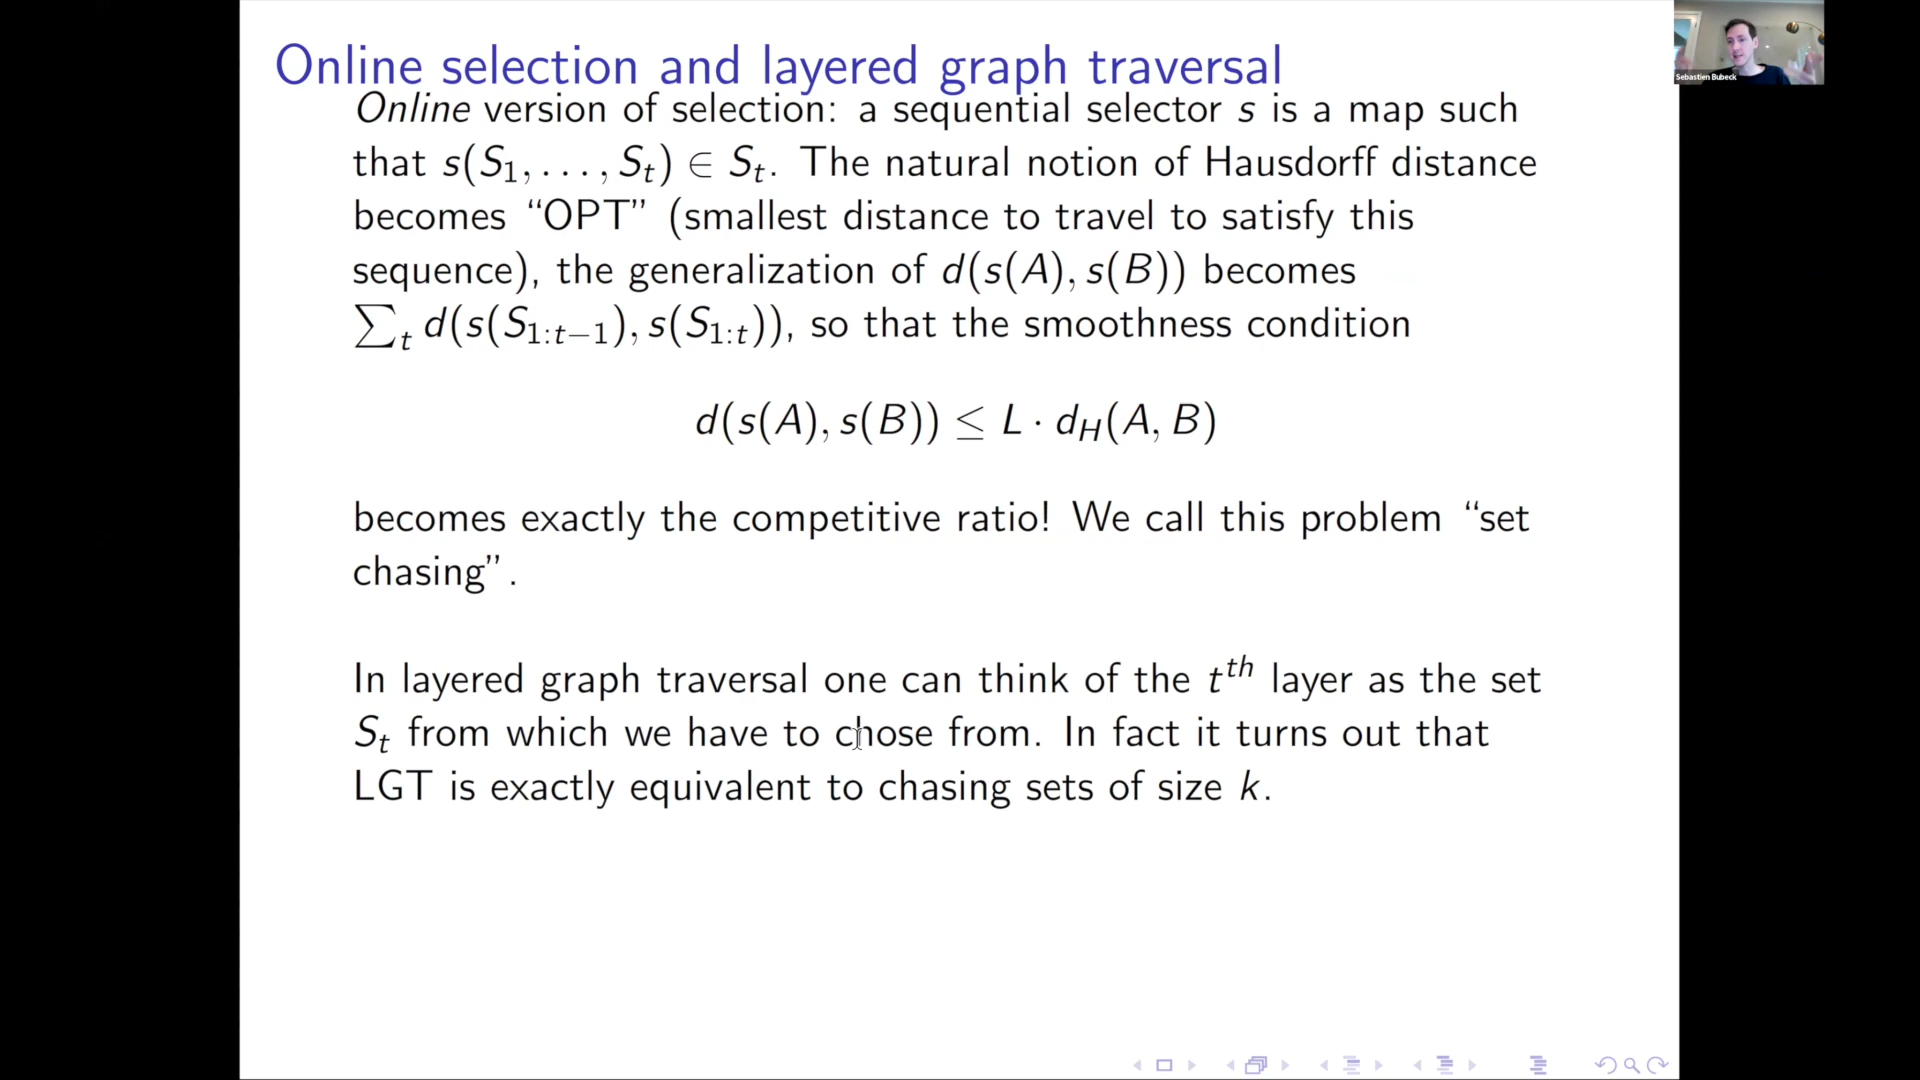 Online selection and layered graph traversal
Sebastien Bubeck
Online version of selection: a sequential selector s is a map such
that s(S₁, . . . , Sₜ) ∈ Sₜ. The natural notion of Hausdorff distance
becomes “OPT” (smallest distance to travel to satisfy this
sequence), the generalization of d(s(A), s(B)) becomes
∑ₜ d(s(S₁:ₜ₋₁), s(S₁:ₜ)), so that the smoothness condition
d(s(A), s(B)) ≤ L · d_H(A, B)
becomes exactly the competitive ratio! We call this problem “set
chasing”.
In layered graph traversal one can think of the tᵗʰ layer as the set
Sₜ from which we have to chose from. In fact it turns out that
LGT is exactly equivalent to chasing sets of size k.